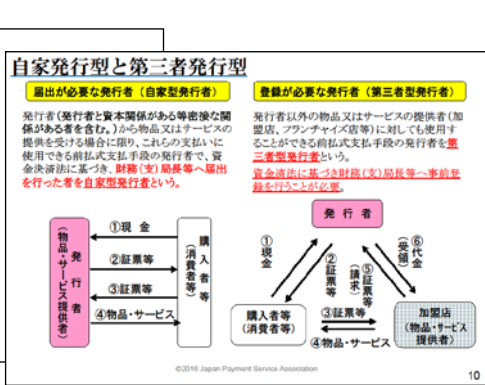 自家発行型と第三者発行型
届出が必要な発行者（自家型発行者）
発行者（発行者と資本関係がある等密接な関
係がある者を含む。）から物品又はサービスの
提供を受ける場合に限り、これらの支払いに
使用できる前払式支払手段の発行者で、資
金決済法に基づき、財務（支）局長等へ届出
を行った者を自家型発行者という。
発行者
（物品・サービス提供者）
①現 金
②証票等
③証票等
④物品・サービス
購入者等
（消費者等）
登録が必要な発行者（第三者型発行者）
発行者以外の物品又はサービスの提供者（加
盟店、フランチャイズ店等）に対しても使用す
ることができる前払式支払手段の発行者を第
三者型発行者という。
資金済法に基づき財務（支）局長等へ事前登
録を行うことが必要。
発 行 者
①現金
②証票等
⑤証票等
（請求）
⑥代金
（受領）
購入者等
（消費者等）
③証票等
④物品・サービス
加盟店
（物品・サービス
提供者）
©2016 Japan Payment Service Association
10